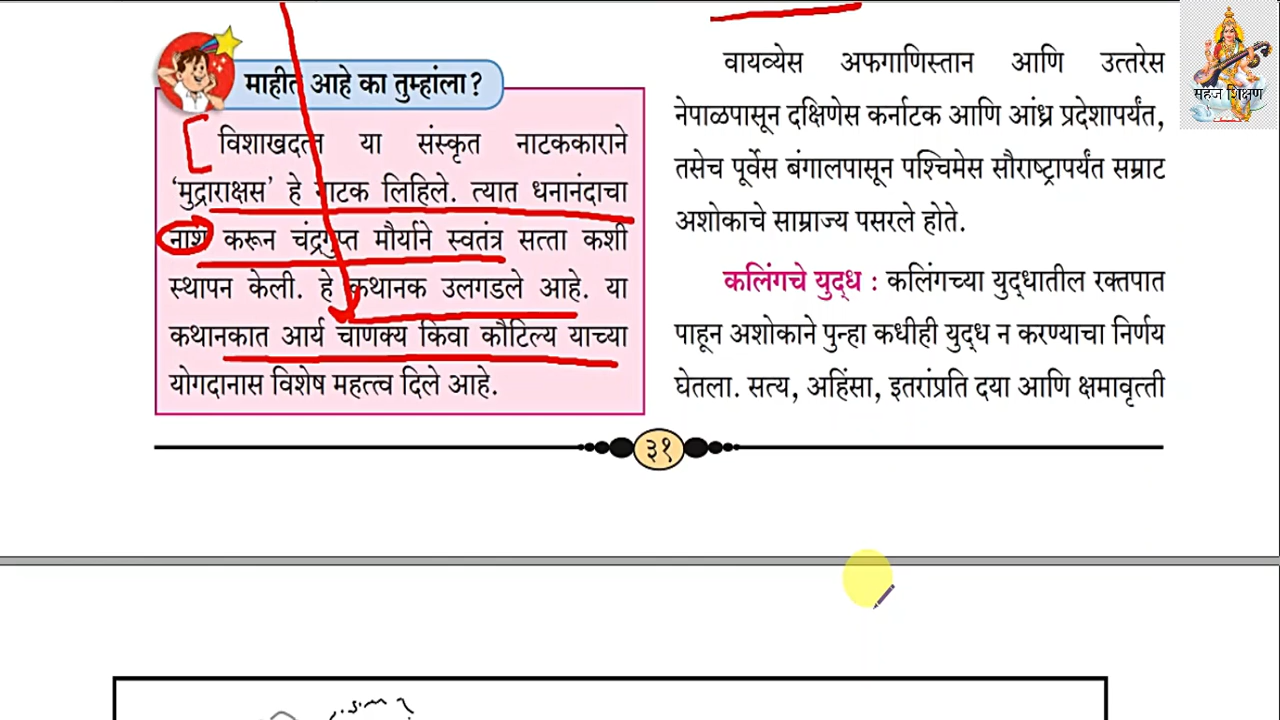 माहीत आहे का तुम्हांला?
विशाखदत्त या संस्कृत नाटककाराने
‘मुद्राराक्षस’ हे नाटक लिहिले. त्यात धनानंदाचा
नाश करून चंद्रगुप्त मौर्याने स्वतंत्र सत्ता कशी
स्थापन केली. हे कथानक उलगडले आहे. या
कथानकात आर्य चाणक्य किंवा कौटिल्य याच्या
योगदानास विशेष महत्त्व दिले आहे.
वायव्येस अफगाणिस्तान आणि उत्तरेस
नेपाळपासून दक्षिणेस कर्नाटक आणि आंध्र प्रदेशापर्यंत,
तसेच पूर्वेस बंगालपासून पश्चिमेस सौराष्ट्रापर्यंत सम्राट
अशोकाचे साम्राज्य पसरले होते.
कलिंगचे युद्ध : कलिंगच्या युद्धातील रक्तपात
पाहून अशोकाने पुन्हा कधीही युद्ध न करण्याचा निर्णय
घेतला. सत्य, अहिंसा, इतरांप्रति दया आणि क्षमावृत्ती
३१
सहज शिक्षण